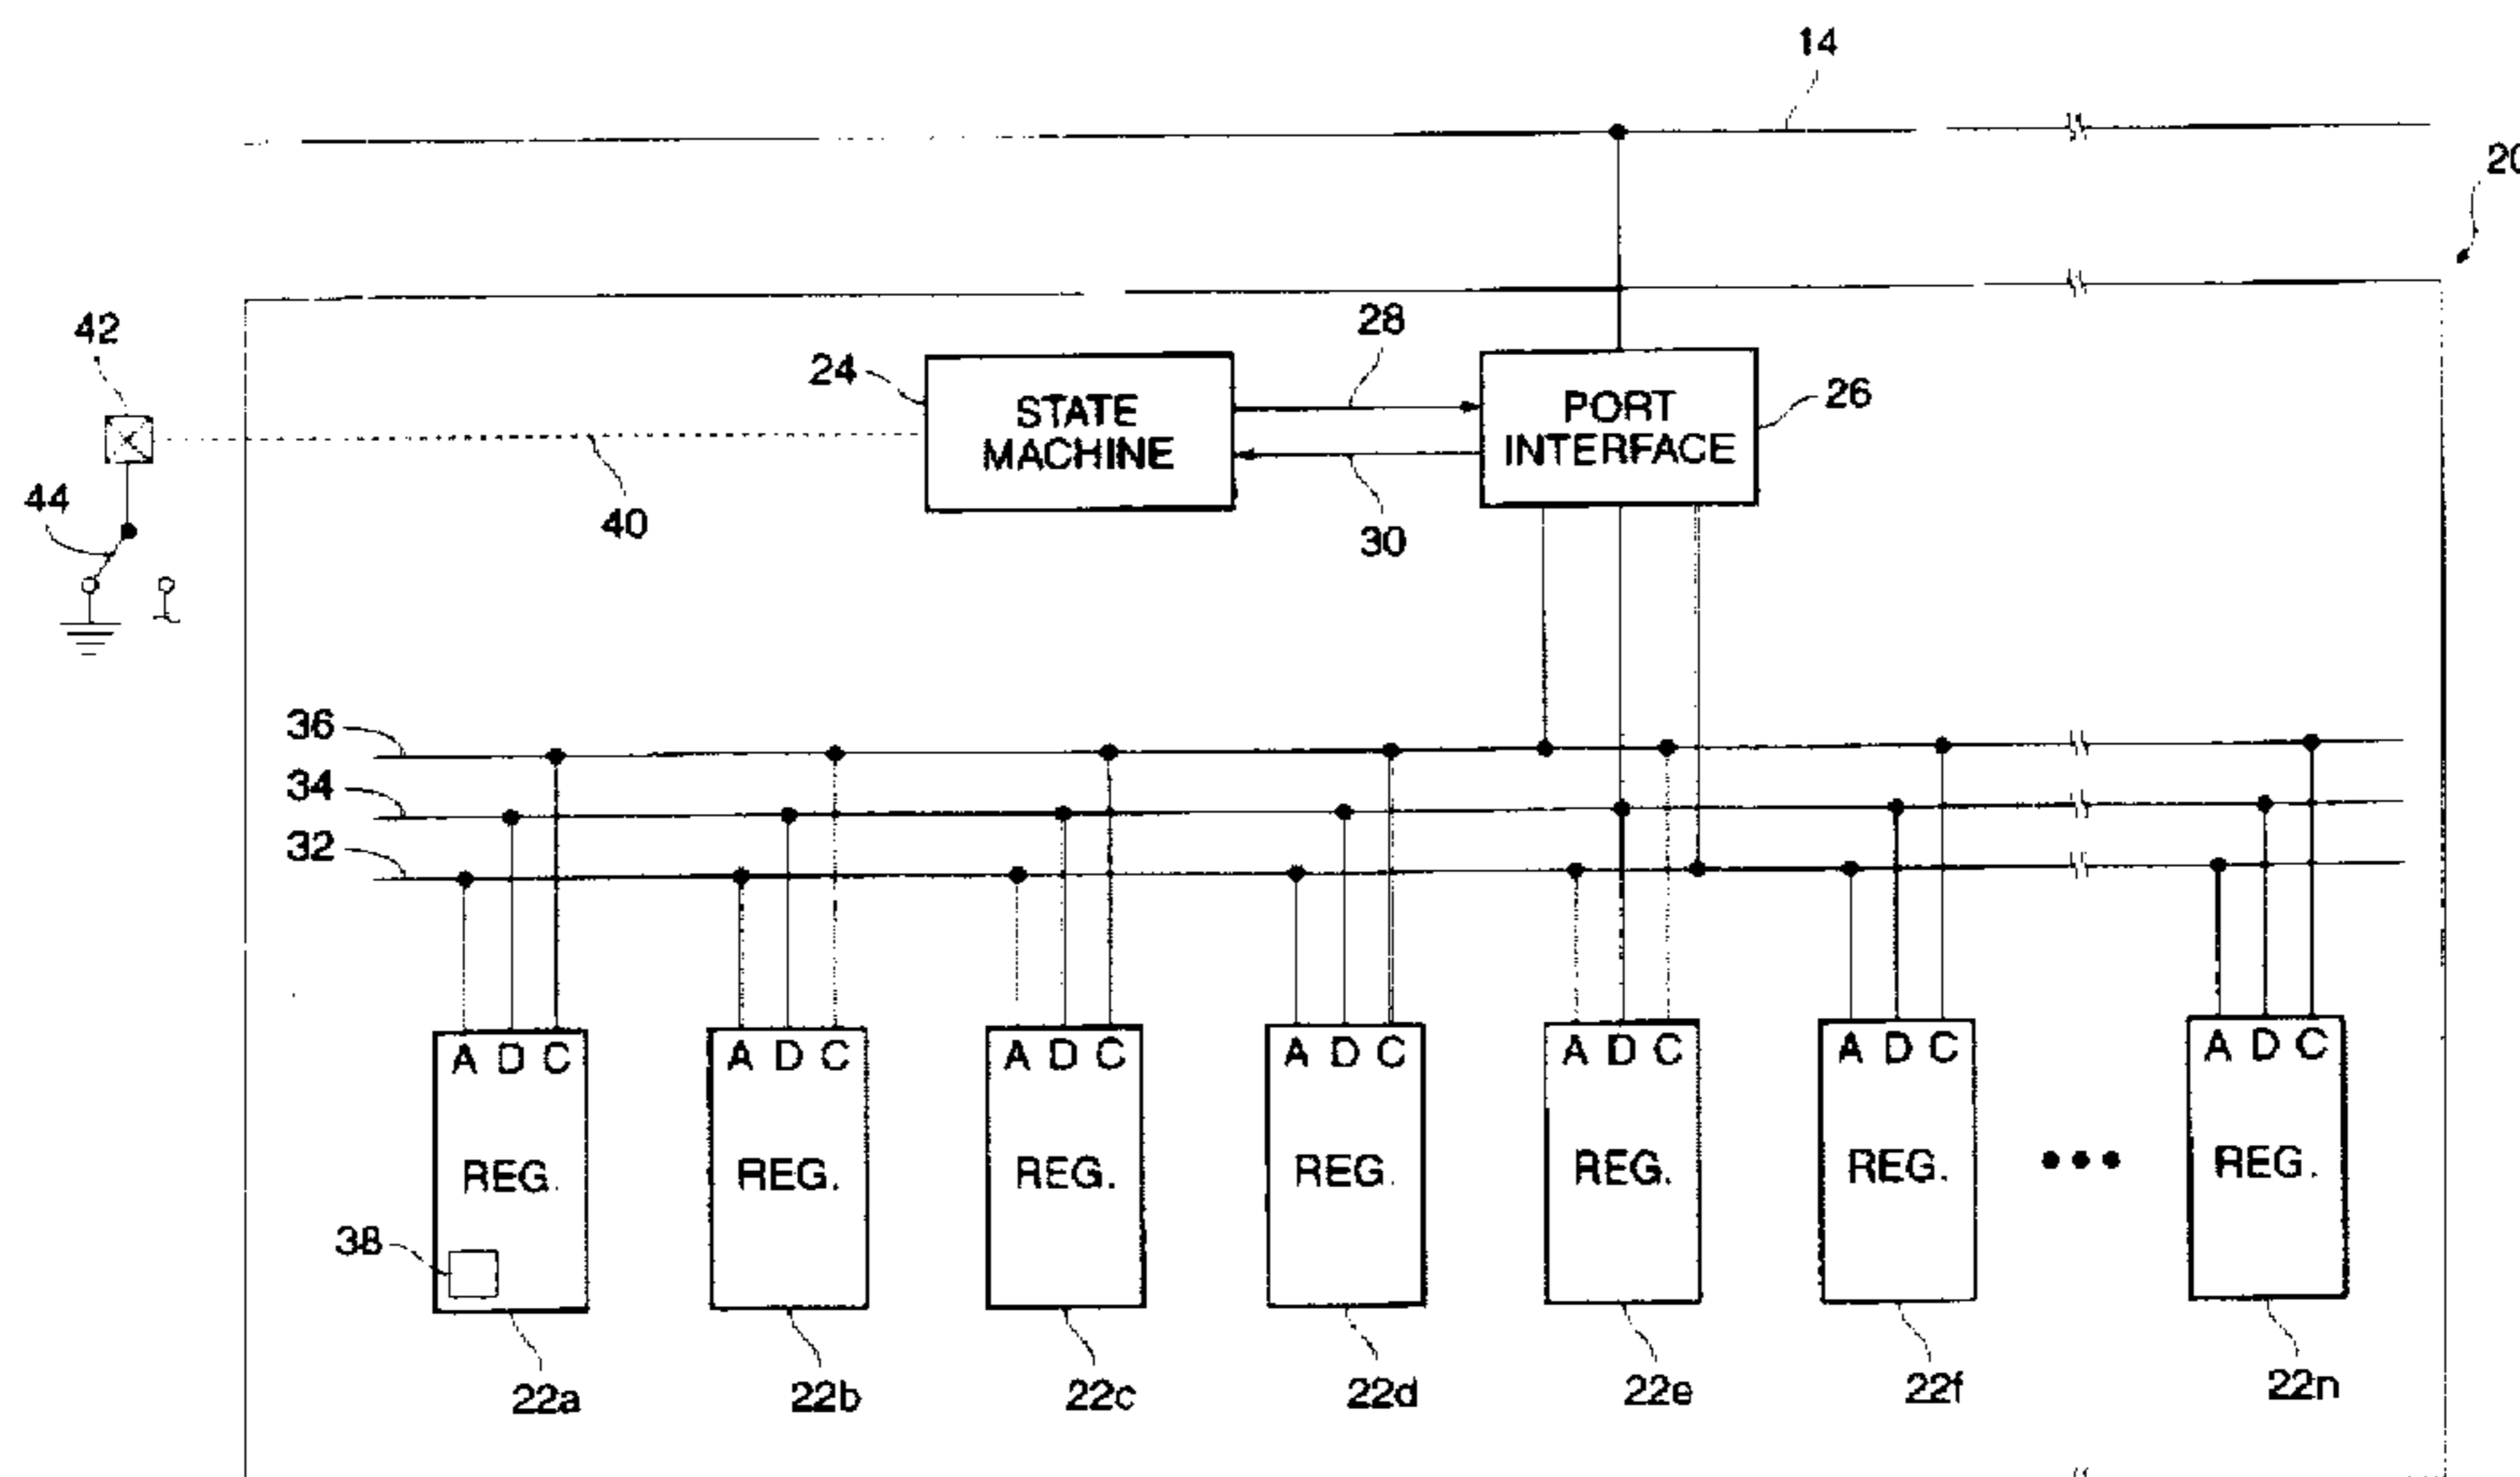 14
20
42
28
24
STATE
MACHINE
PORT
INTERFACE
26
44
40
30
36
34
32
A D C
A D C
A D C
A D C
A D C
A D C
A D C
REG.
REG.
REG.
REG.
REG.
REG.
REG.
38
22a
22b
22c
22d
22e
22f
22n